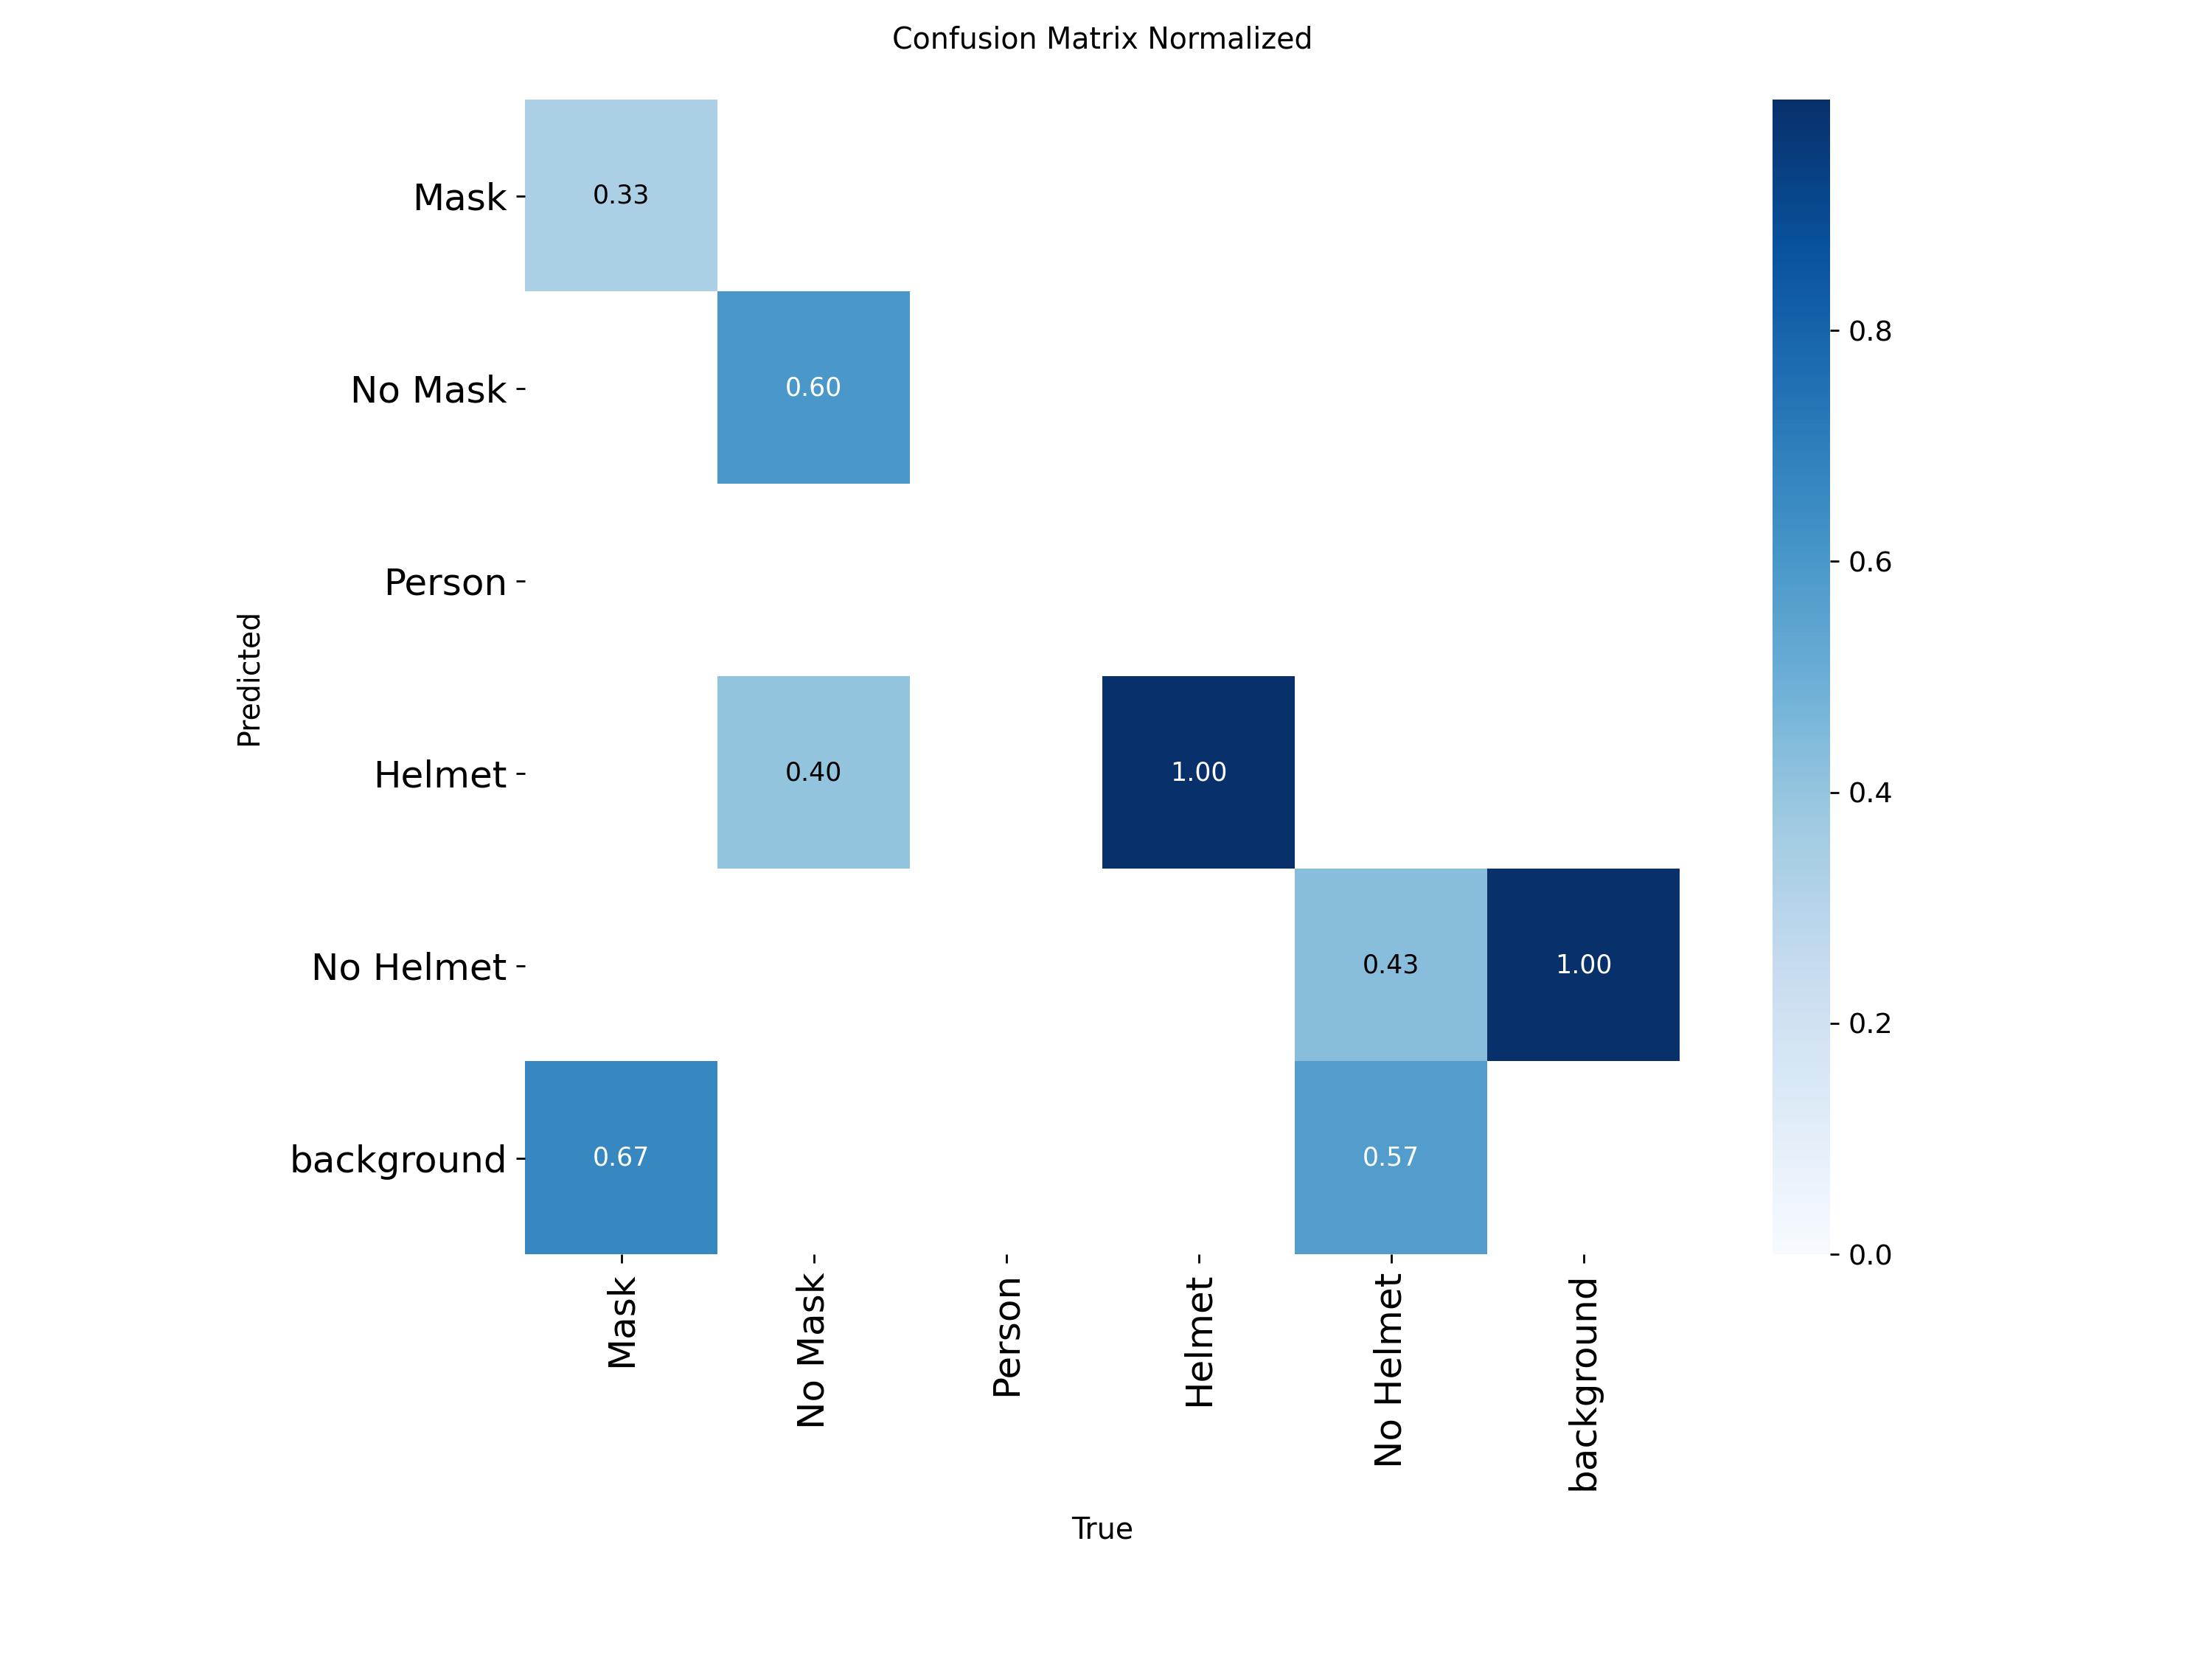 Confusion Matrix Normalized
Predicted
Mask
0.33
No Mask
0.60
Person
Helmet
0.40
1.00
No Helmet
0.43
1.00
background
0.67
0.57
Mask
No Mask
Person
Helmet
No Helmet
background
True
0.8
0.6
0.4
0.2
0.0